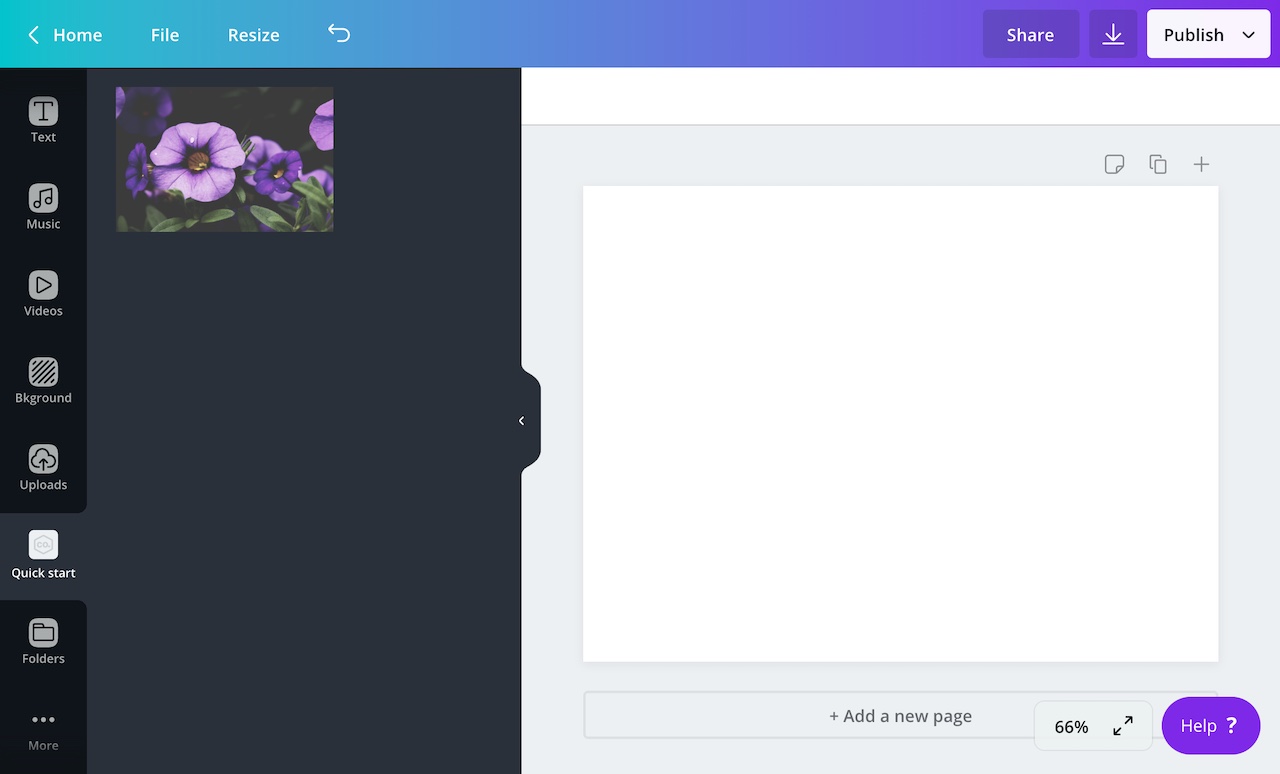 Home
File
Resize
Share
Publish
Text
Music
Videos
Bkground
Uploads
CO.
Quick start
Folders
More
+ Add a new page
66%
Help ?